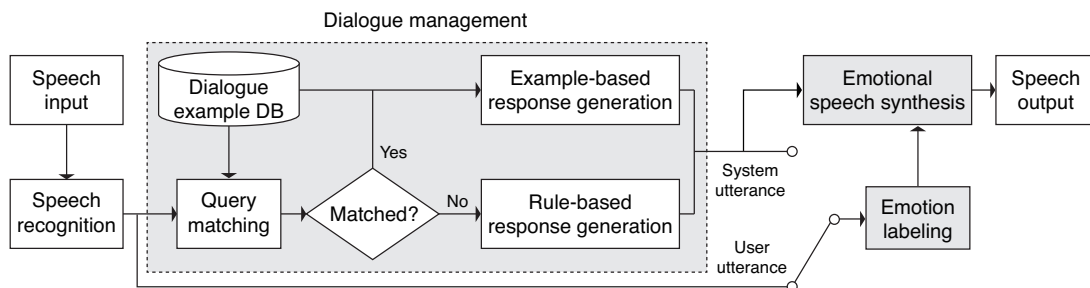 Dialogue management
Speech
input
Dialogue
example DB
Example-based
response generation
Emotional
speech synthesis
Speech
output
Yes
System
utterance
Speech
recognition
Query
matching
Matched?
No
Rule-based
response generation
Emotion
labeling
User
utterance